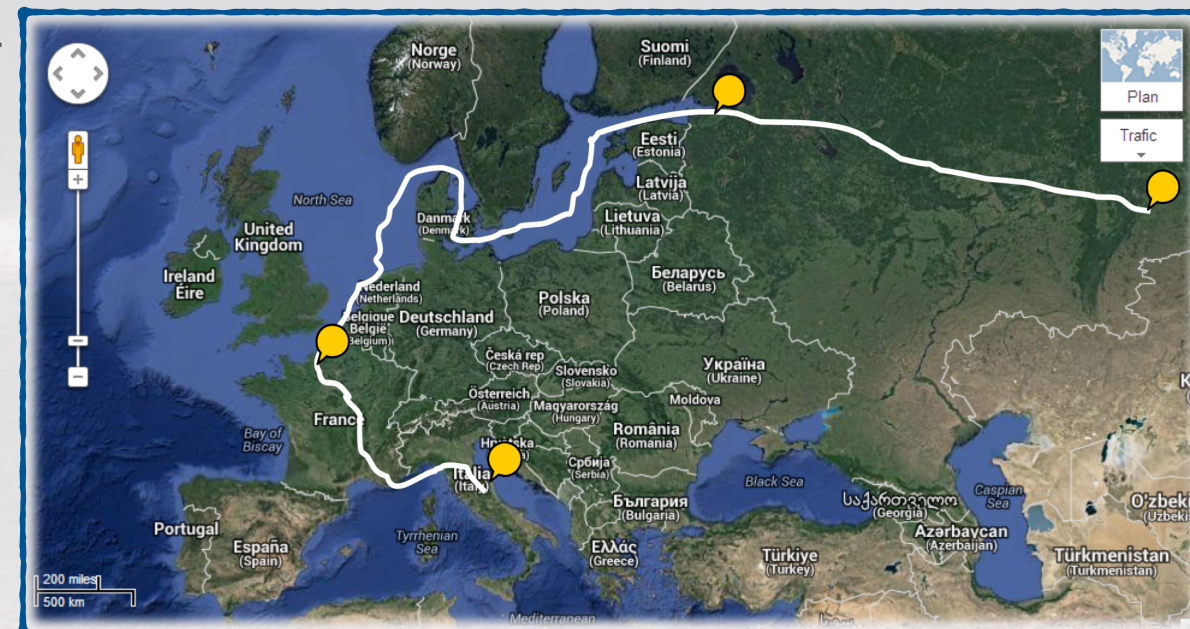 Norge
(Norway)
Suomi
(Finland)
Plan
Trafic
Eesti
(Estonia)
Latvija
(Latvia)
North Sea
Danmark
(Denmark)
Lietuva
(Lithuania)
United
Kingdom
Беларусь
(Belarus)
Ireland
Éire
Nederland
(Netherlands)
Polska
(Poland)
Belgique
België
(Belgium)
Deutschland
(Germany)
Česká rep
(Czech Rep)
Slovensko
(Slovakia)
Україна
(Ukraine)
Österreich
(Austria)
Magyarország
(Hungary)
Moldova
France
România
(Romania)
Bay of
Biscay
Italia
Србија
(Serbia)
Black Sea
България
(Bulgaria)
საქართველო
(Georgia)
Caspian
Sea
Portugal
Tyrrhenian
Sea
España
(Spain)
Ελλάς
(Greece)
Türkiye
(Turkey)
Azərbaycan
(Azerbaijan)
Türkmenistan
(Turkmenistan)
200 miles
500 km
Mediterranean